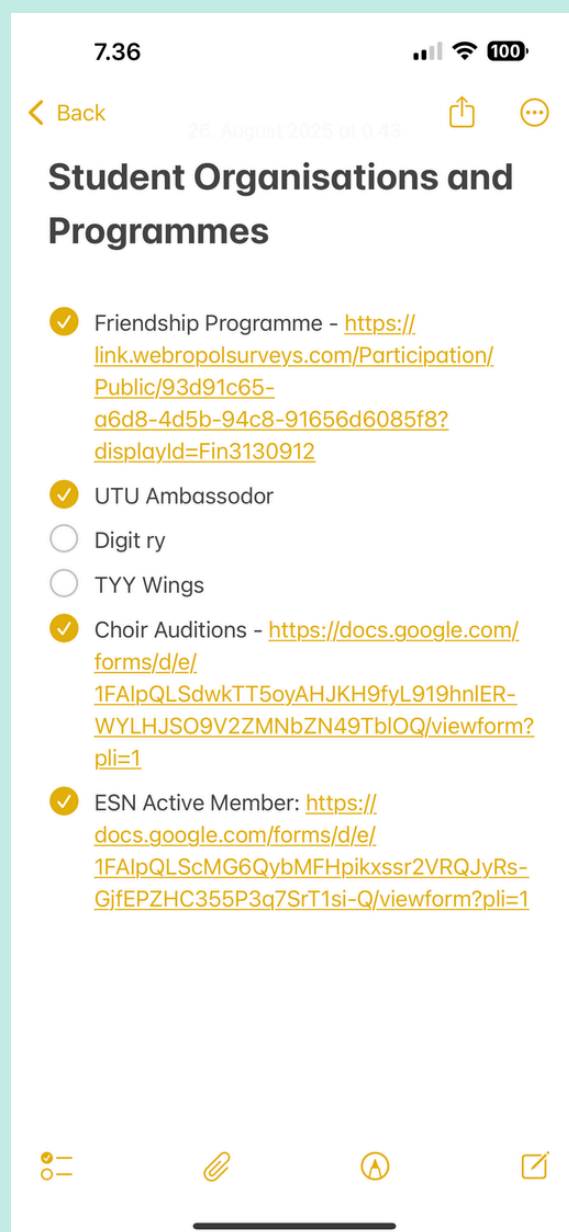 7.36
100
Back
26. August 2025 at 0.43
Student Organisations and
Programmes
Friendship Programme - https://
link.webropolsurveys.com/Participation/
Public/93d91c65-
a6d8-4d5b-94c8-91656d6085f8?
displayId=Fin3130912
UTU Ambassodor
Digit ry
TYY Wings
Choir Auditions - https://docs.google.com/
forms/d/e/
1FAIpQLSdwkTT5oyAHJKH9fyL919hnlER-
WYLHJSO9V2ZMNbZN49TblOQ/viewform?
pli=1
ESN Active Member: https://
docs.google.com/forms/d/e/
1FAIpQLScMG6QybMFHpikxssr2VRQJyRs-
GjfEPZHC355P3q7SrT1si-Q/viewform?pli=1